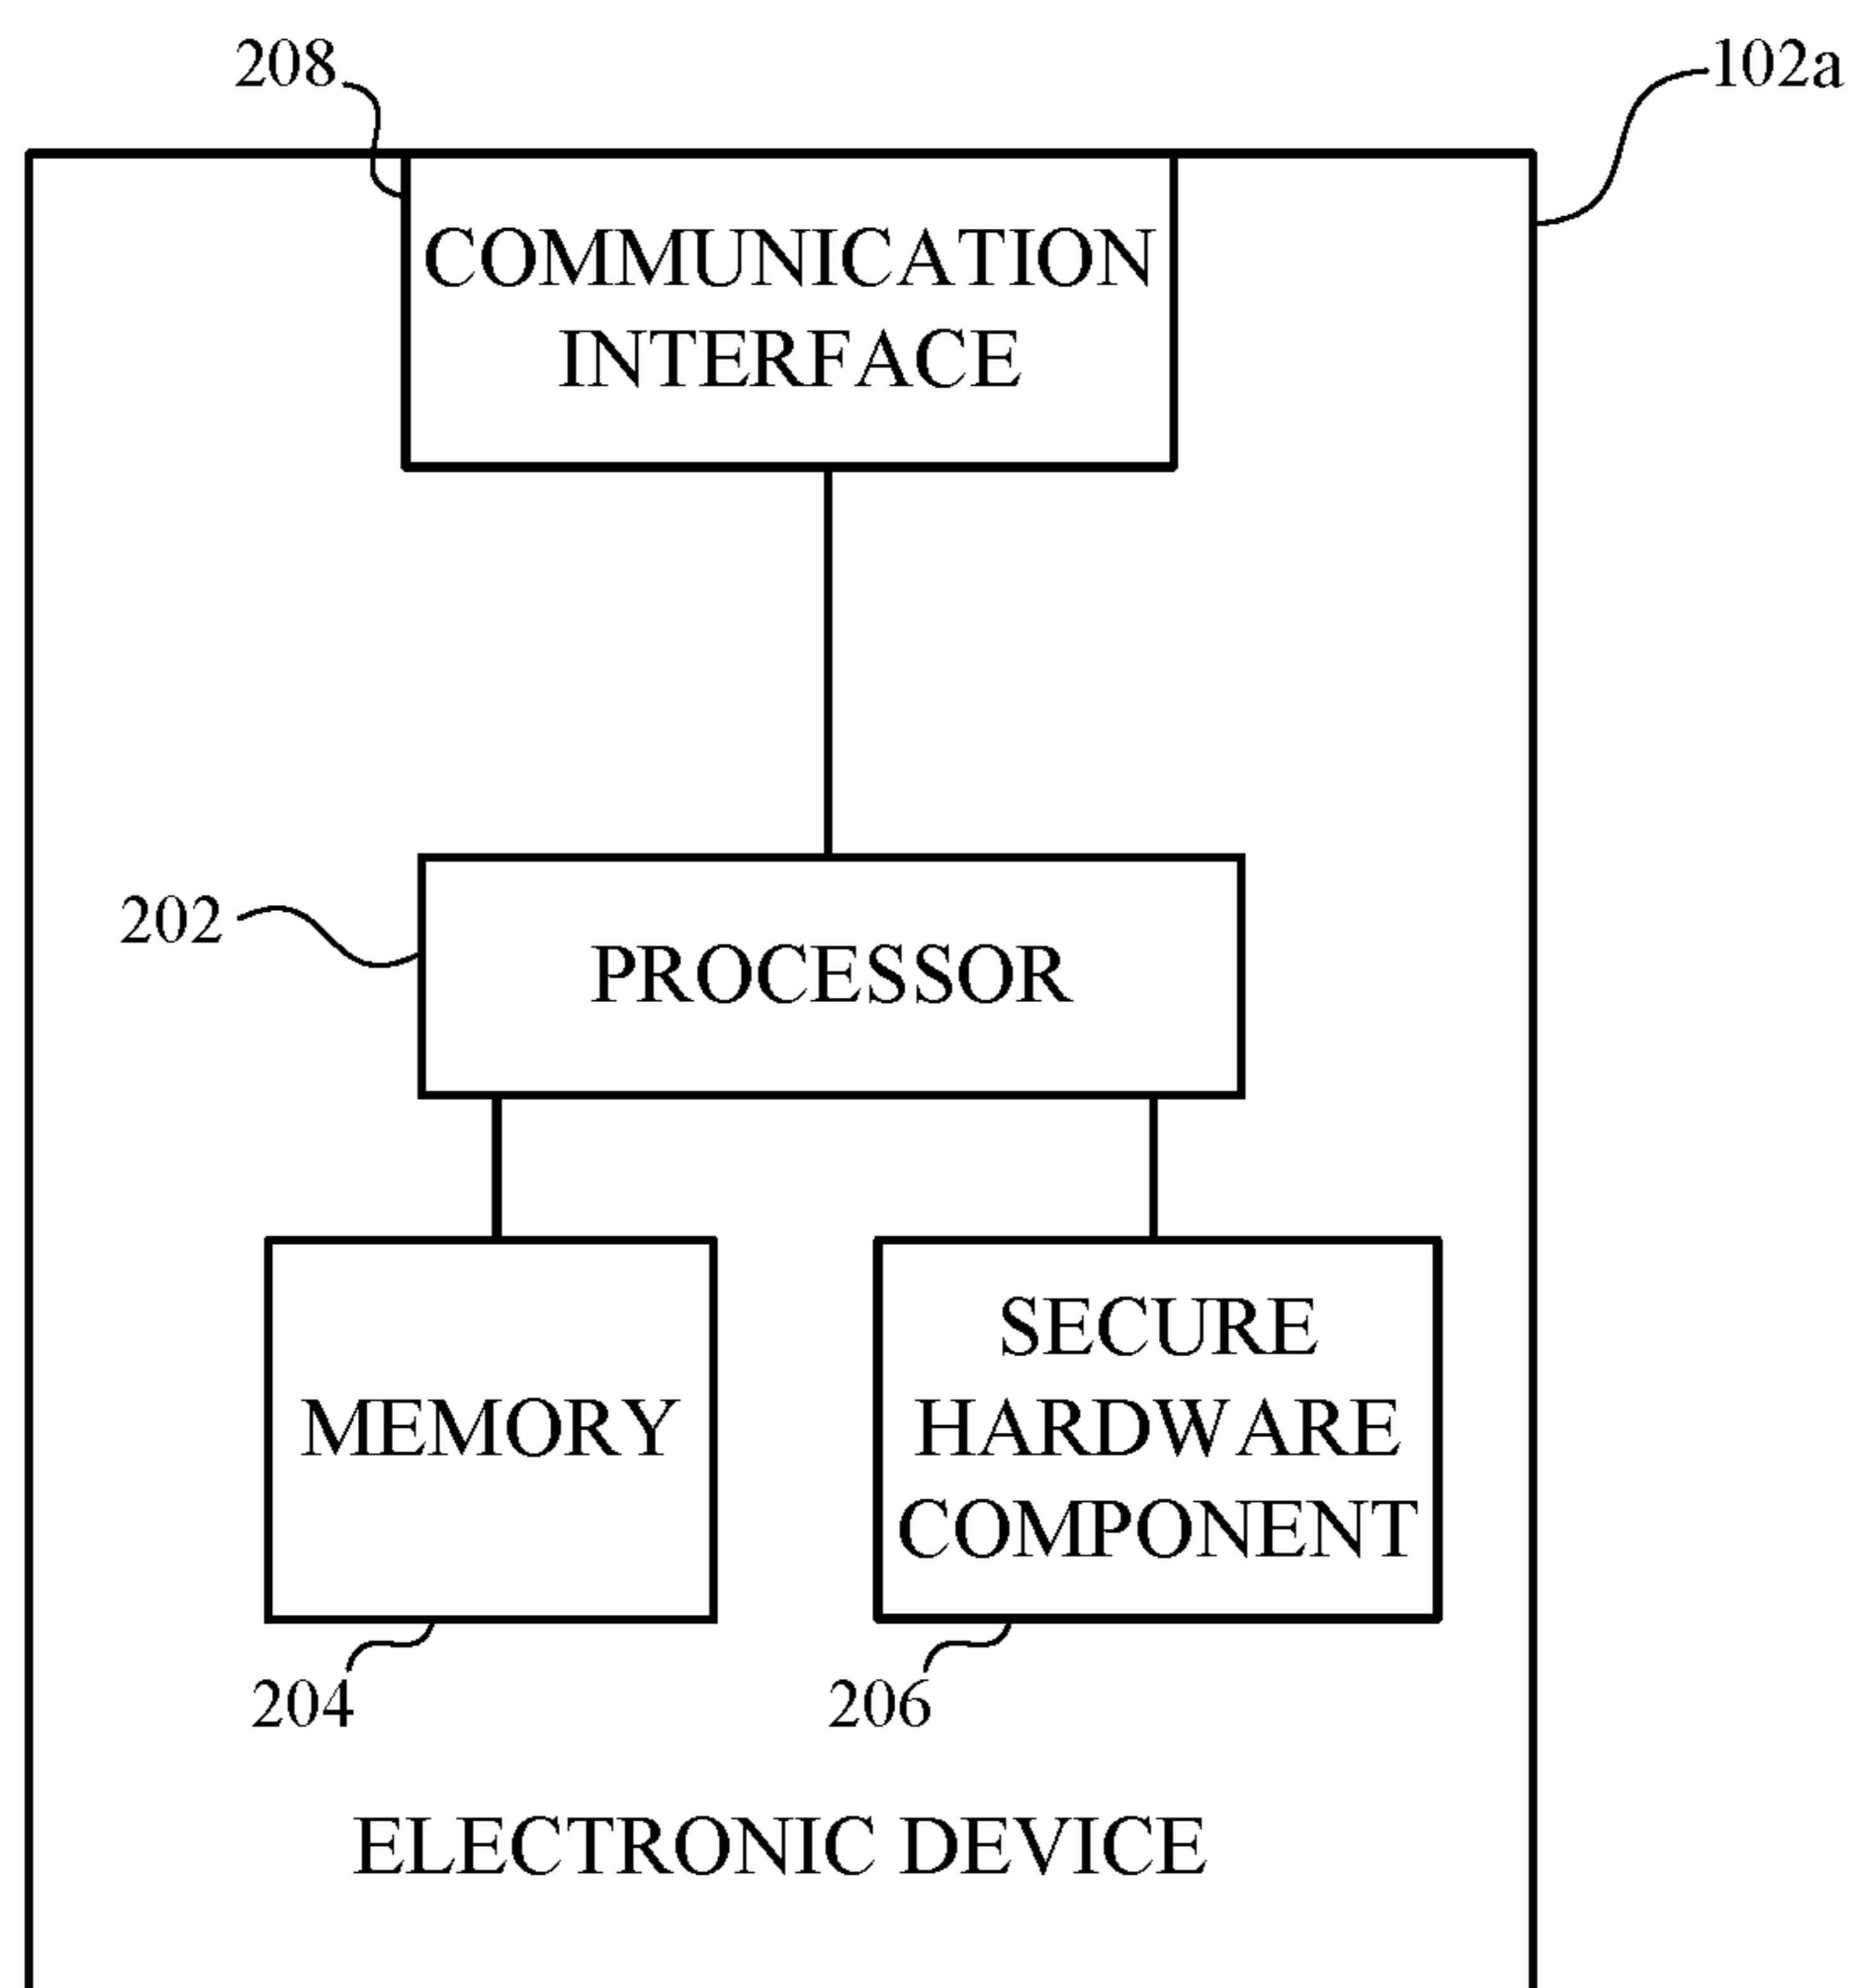 208
102a
COMMUNICATION
INTERFACE
202
PROCESSOR
MEMORY
SECURE
HARDWARE
COMPONENT
204
206
ELECTRONIC DEVICE